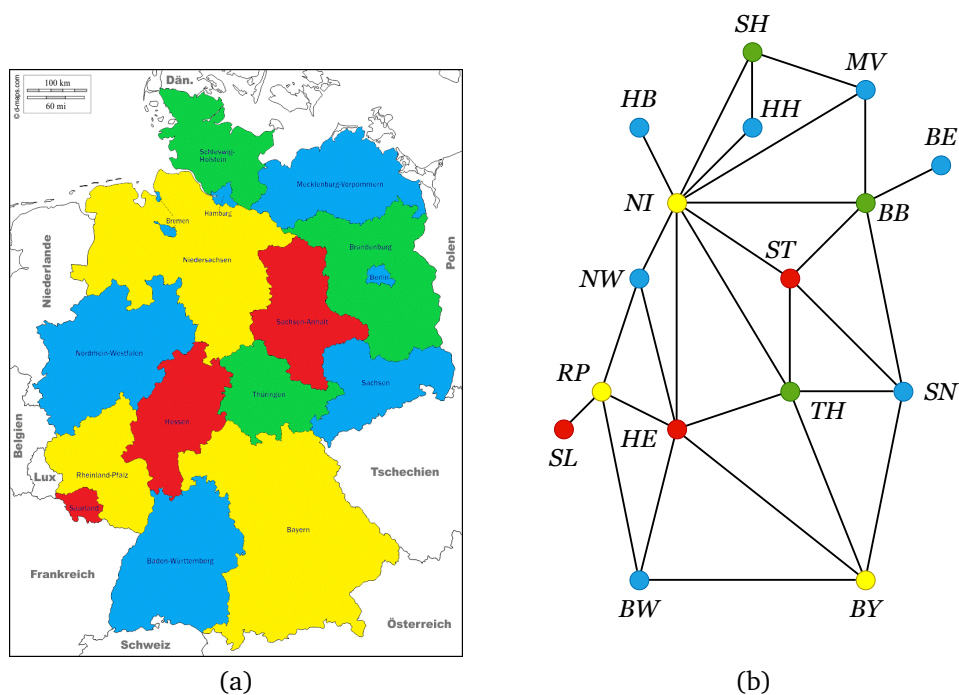 Dän.
100 km
60 mi
© d-maps.com
Schleswig-
Holstein
Mecklenburg-Vorpommern
Hamburg
Bremen
Niedersachsen
Brandenburg
Berlin
Polen
Niederlande
Sachsen-Anhalt
Nordrhein-Westfalen
Sachsen
Thüringen
Hessen
Belgien
Lux
Rheinland-Pfalz
Saarland
Tschechien
Bayern
Baden-Württemberg
Frankreich
Österreich
Schweiz
(a)
SH
MV
HB
HH
BE
NI
BB
ST
NW
RP
TH
SN
SL
HE
BW
BY
(b)